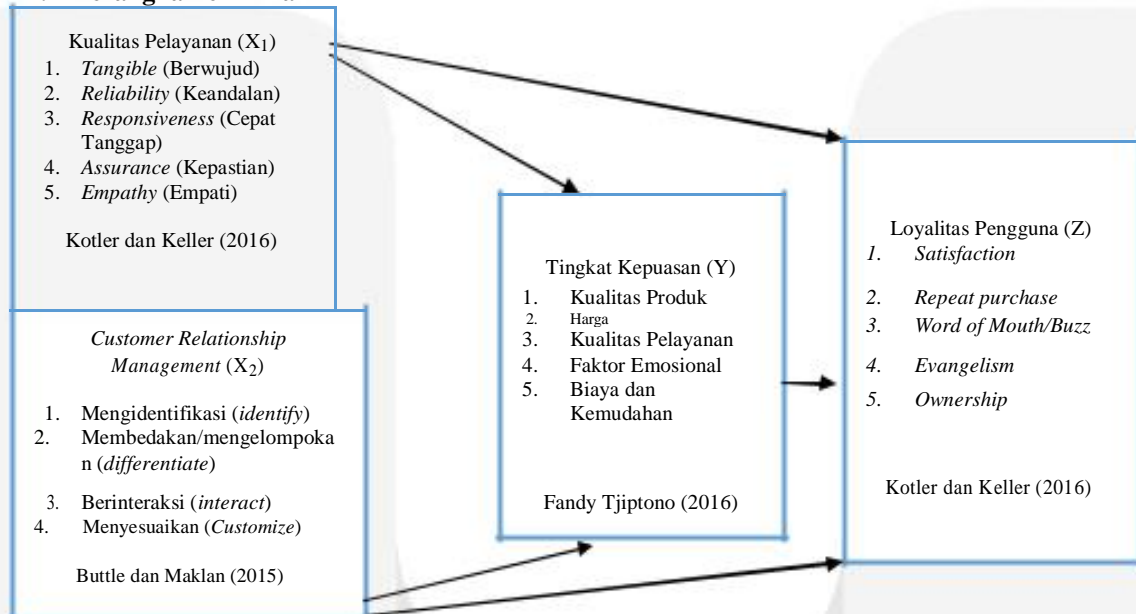 Kualitas Pelayanan (X1)
1. Tangible (Berwujud)
2. Reliability (Keandalan)
3. Responsiveness (Cepat
Tanggap)
4. Assurance (Kepastian)
5. Empathy (Empati)
Kotler dan Keller (2016)
Customer Relationship
Management (X2)
1. Mengidentifikasi (identify)
2. Membedakan/mengelompoka
n (differentiate)
3. Berinteraksi (interact)
4. Menyesuaikan (Customize)
Buttle dan Maklan (2015)
Tingkat Kepuasan (Y)
1. Kualitas Produk
2. Harga
3. Kualitas Pelayanan
4. Faktor Emosional
5. Biaya dan
Kemudahan
Fandy Tjiptono (2016)
Loyalitas Pengguna (Z)
1. Satisfaction
2. Repeat purchase
3. Word of Mouth/Buzz
4. Evangelism
5. Ownership
Kotler dan Keller (2016)